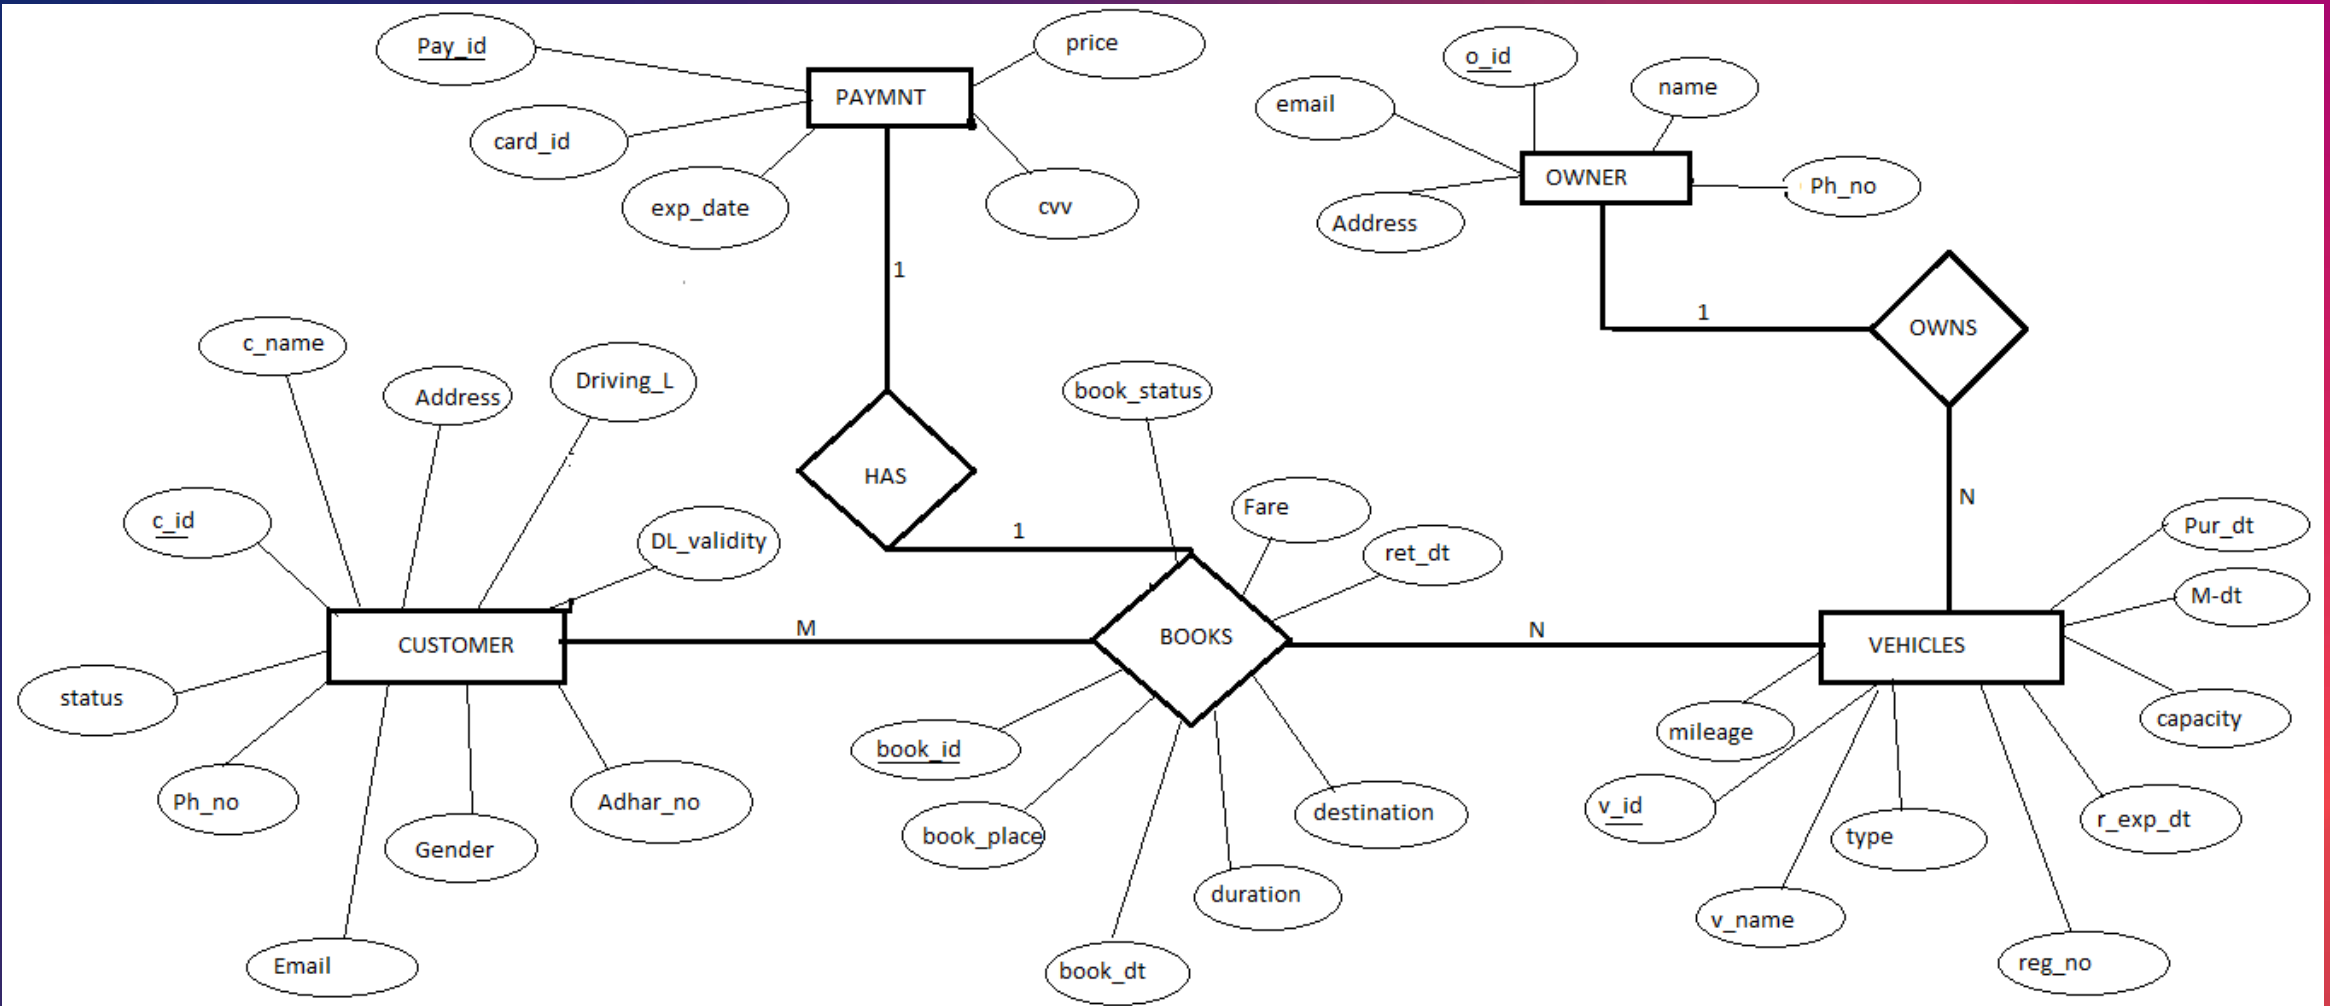 Pay_id
price
o_id
name
email
PAYMNT
card_id
OWNER
Ph_no
exp_date
cvv
Address
1
1
OWNS
c_name
Address
Driving_L
book_status
HAS
N
Fare
c_id
1
DL_validity
ret_dt
Pur_dt
M-dt
CUSTOMER
M
BOOKS
N
VEHICLES
status
mileage
capacity
book_id
Ph_no
Adhar_no
book_place
destination
v_id
type
r_exp_dt
Gender
duration
v_name
Email
book_dt
reg_no